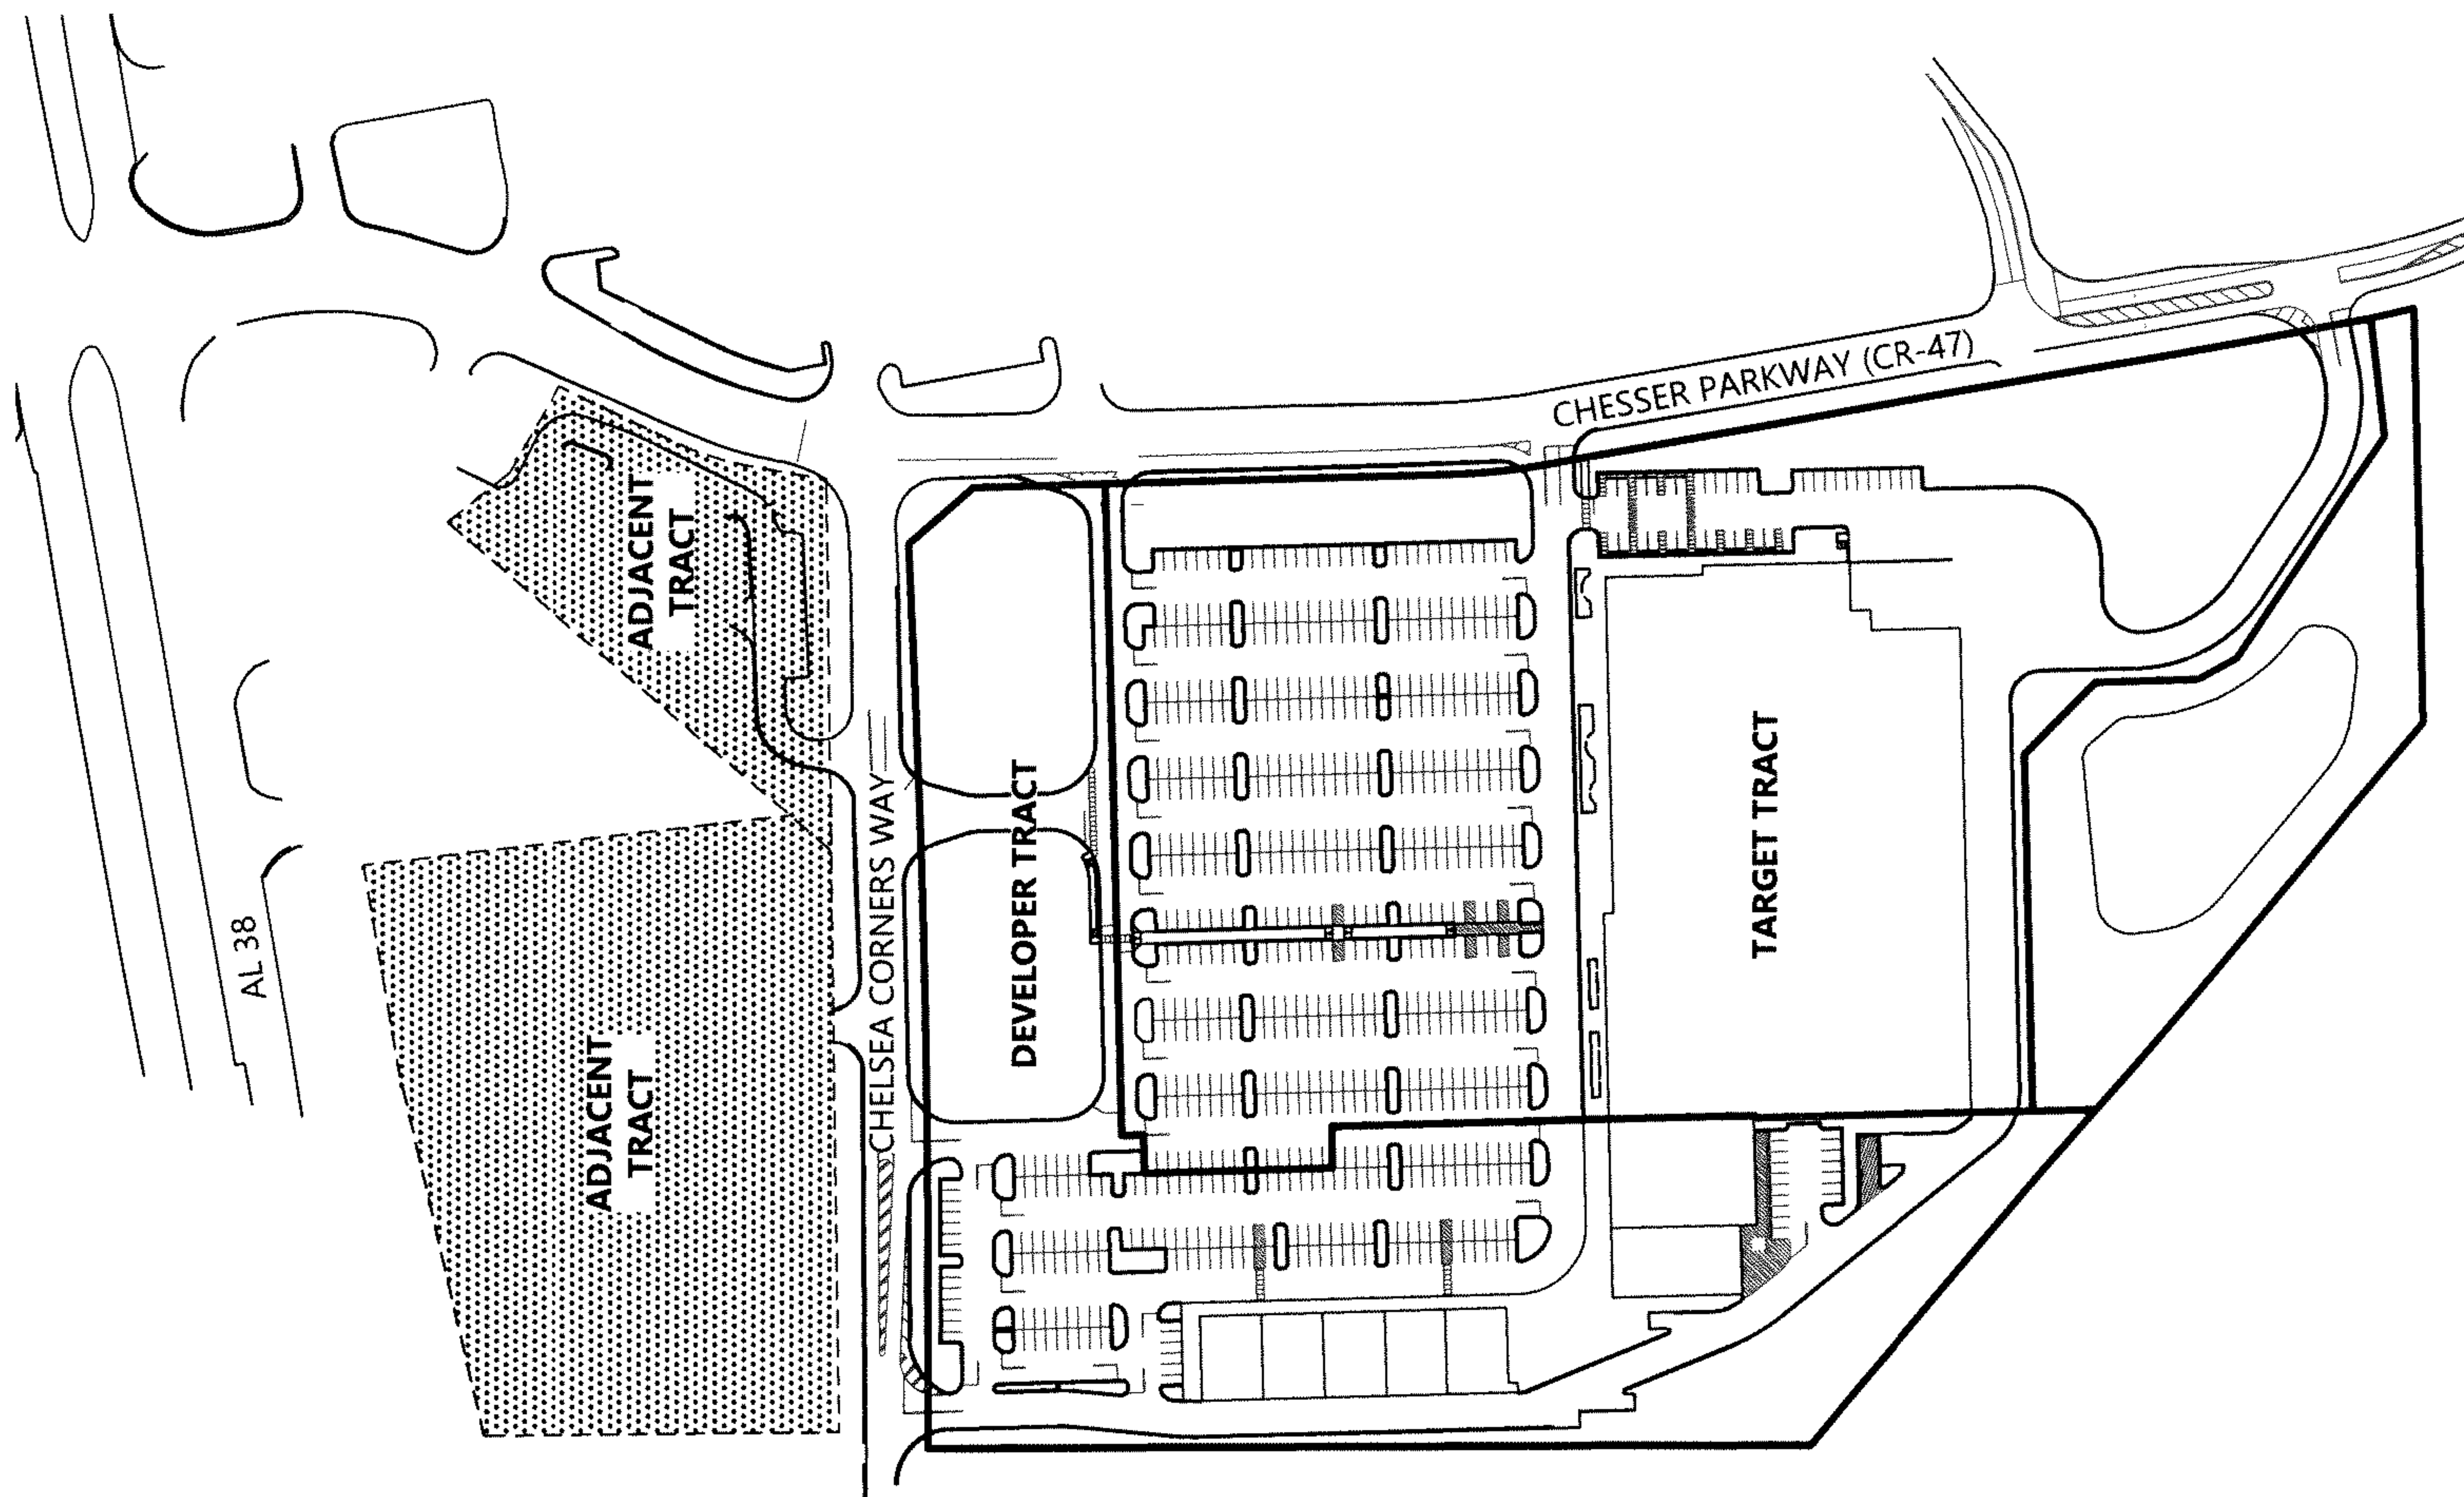 CHESSER PARKWAY (CR-47)
ADJACENT
TRACT
AL 38
CHELSEA CORNERS WAY
DEVELOPER TRACT
TARGET TRACT
ADJACENT
TRACT